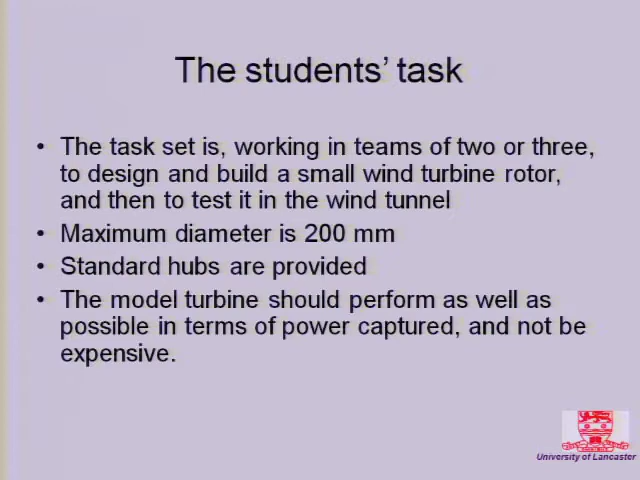 The students' task
• The task set is, working in teams of two or three,
to design and build a small wind turbine rotor,
and then to test it in the wind tunnel
• Maximum diameter is 200 mm
• Standard hubs are provided
• The model turbine should perform as well as
possible in terms of power captured, and not be
expensive.
University of Lancaster